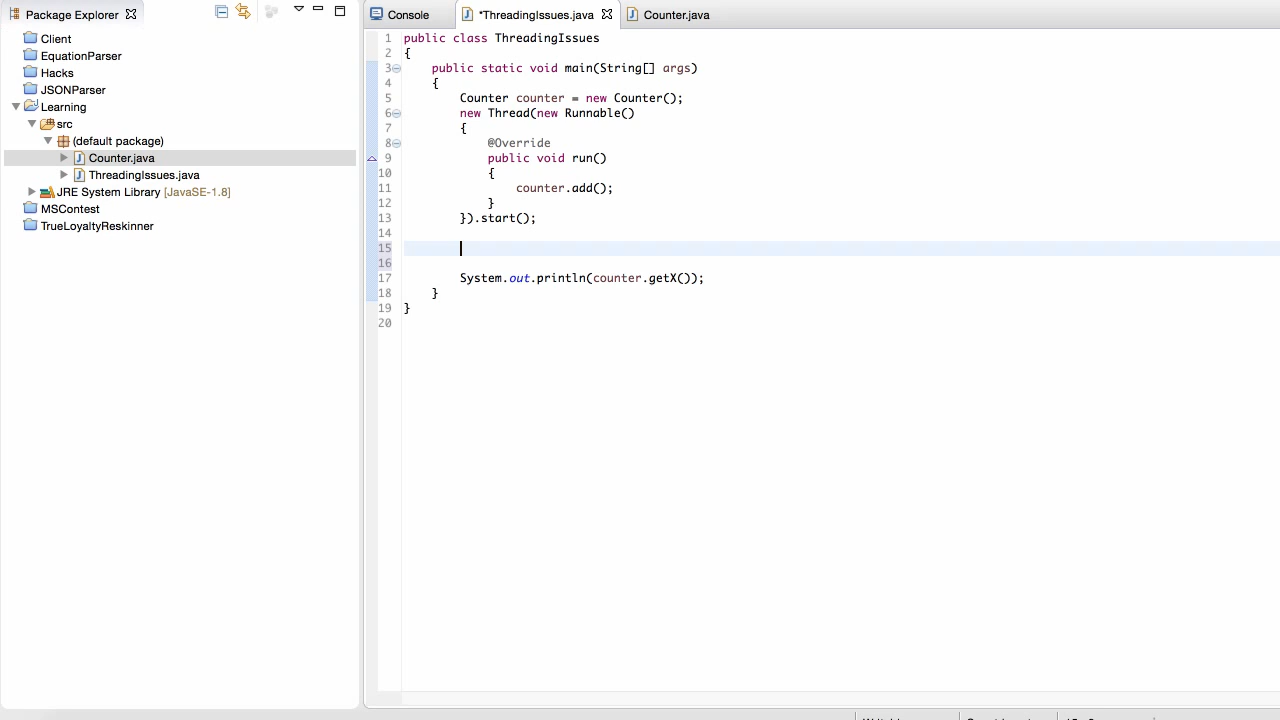 Package Explorer
Client
EquationParser
Hacks
JSONParser
Learning
src
(default package)
Counter.java
ThreadingIssues.java
JRE System Library [JavaSE-1.8]
MSContest
TrueLoyaltyReskinner
Console
*ThreadingIssues.java
Counter.java
1 public class ThreadingIssues
2 {
3 public static void main(String[] args)
4 {
5 Counter counter = new Counter();
6 new Thread(new Runnable()
7 {
8 @Override
9 public void run()
10 {
11 counter.add();
12 }
13 }).start();
14
15
16
17 System.out.println(counter.getX());
18 }
19 }
20